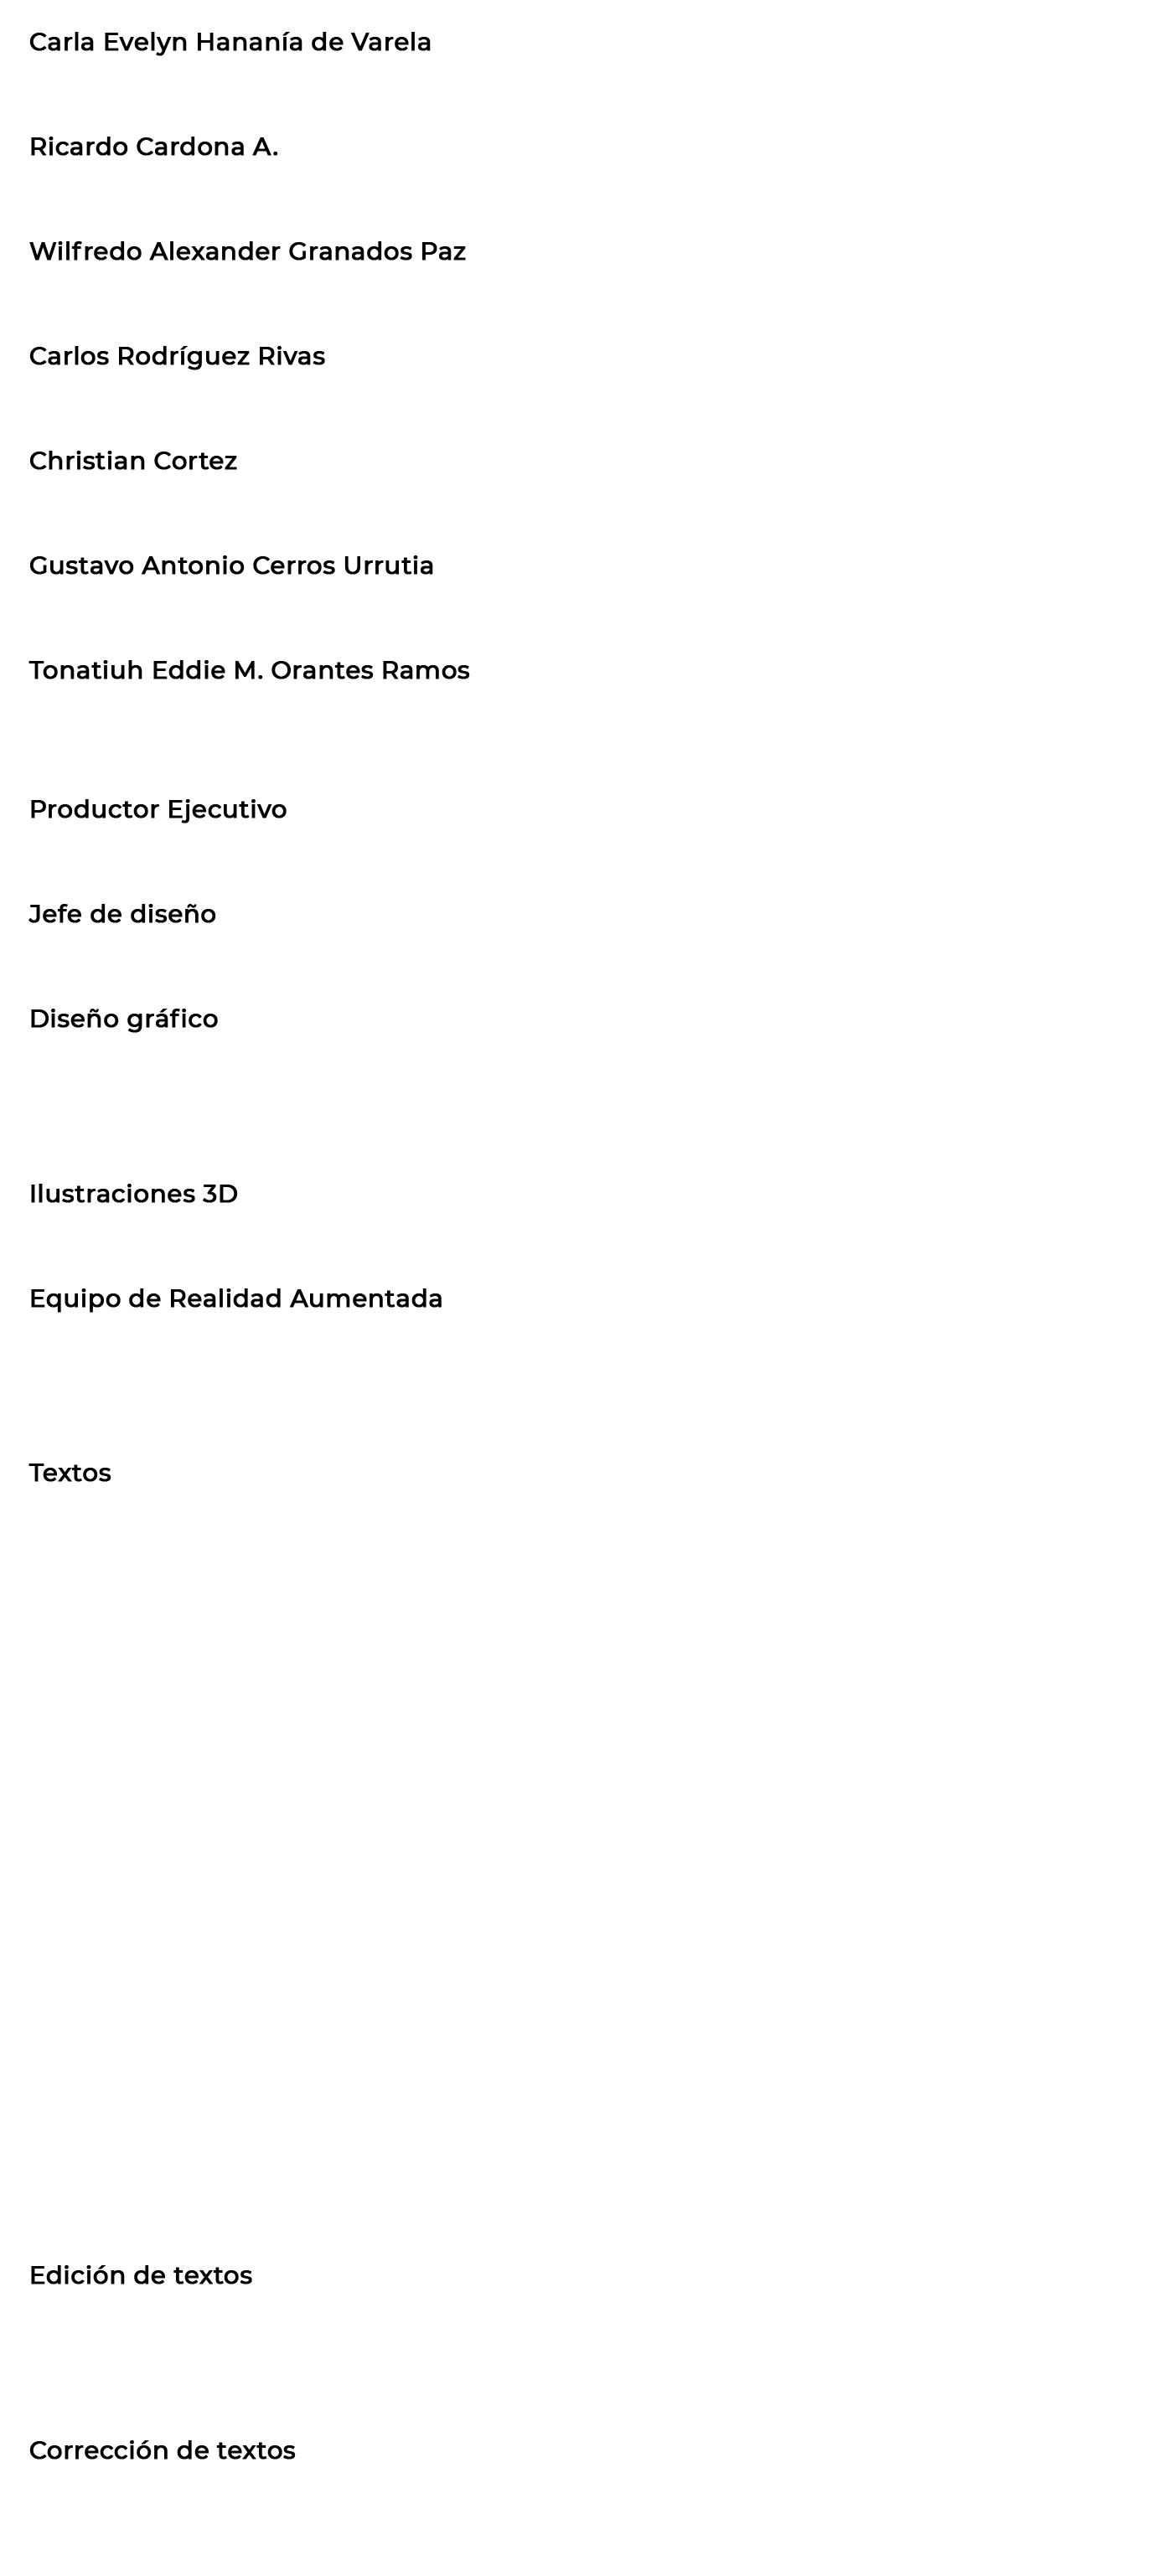 Carla Evelyn Hananía de Varela
Ricardo Cardona A.
Wilfredo Alexander Granados Paz
Carlos Rodríguez Rivas
Christian Cortez
Gustavo Antonio Cerros Urrutia
Tonatiuh Eddie M. Orantes Ramos
Productor Ejecutivo
Jefe de diseño
Diseño gráfico
Ilustraciones 3D
Equipo de Realidad Aumentada
Textos
Edición de textos
Corrección de textos